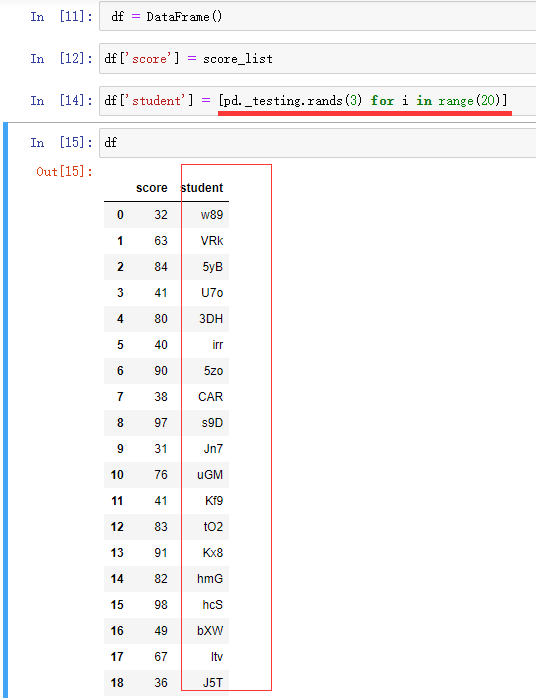 In [11]: df = DataFrame()
In [12]: df['score'] = score_list
In [14]: df['student'] = [pd._testing.rands(3) for i in range(20)]
In [15]: df
Out[15]:
score student
0 32 w89
1 63 VRk
2 84 5yB
3 41 U7o
4 80 3DH
5 40 irr
6 90 5zo
7 38 CAR
8 97 s9D
9 31 Jn7
10 76 uGM
11 41 Kf9
12 83 tO2
13 91 Kx8
14 82 hmG
15 98 hcS
16 49 bXW
17 67 ltv
18 36 J5T